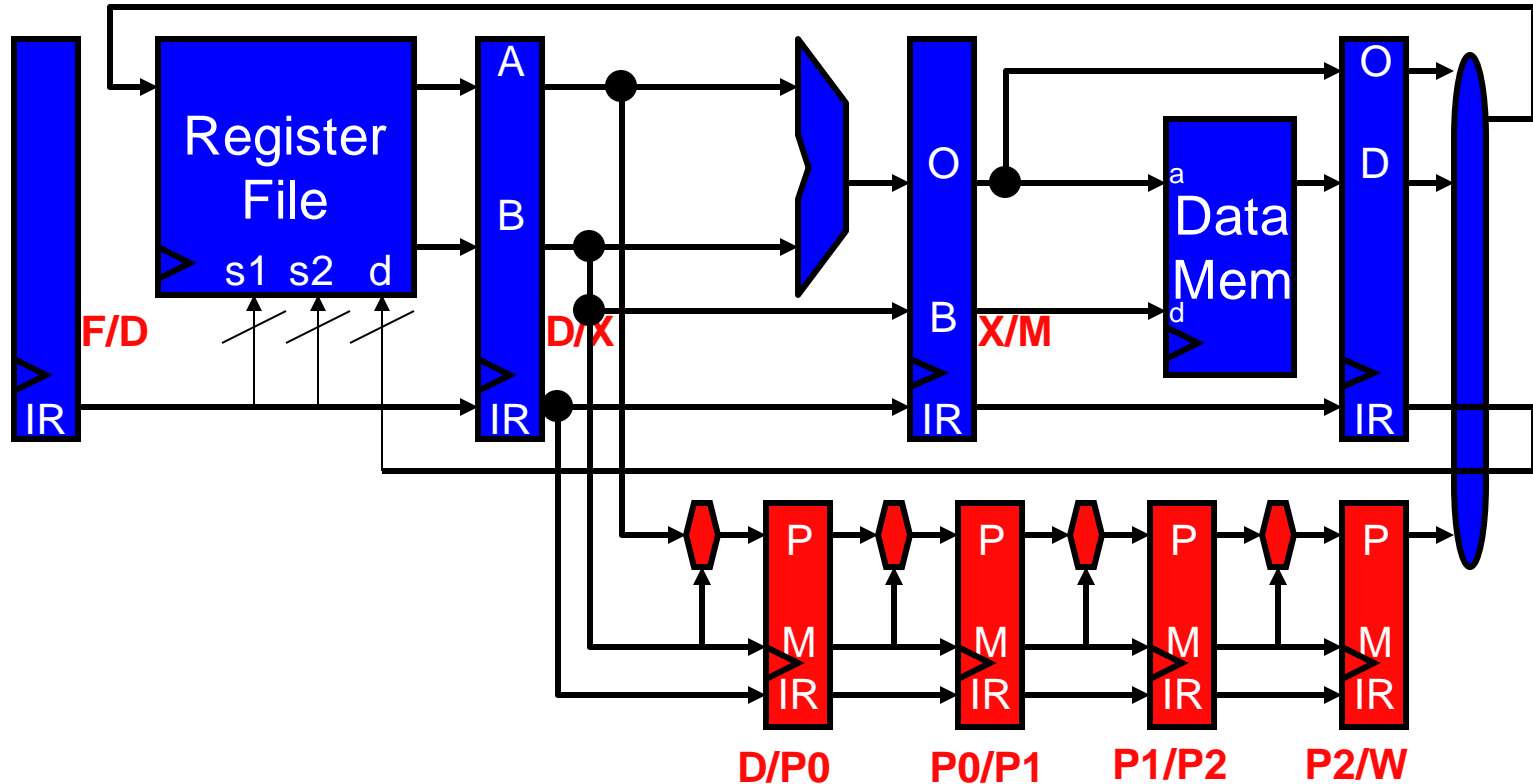 Register
File
s1 s2 d
IR
F/D
A
B
IR
D/X
O
B
IR
X/M
a
Data
Mem
d
O
D
IR
P
M
IR
D/P0
P
M
IR
P0/P1
P
M
IR
P1/P2
P
M
IR
P2/W